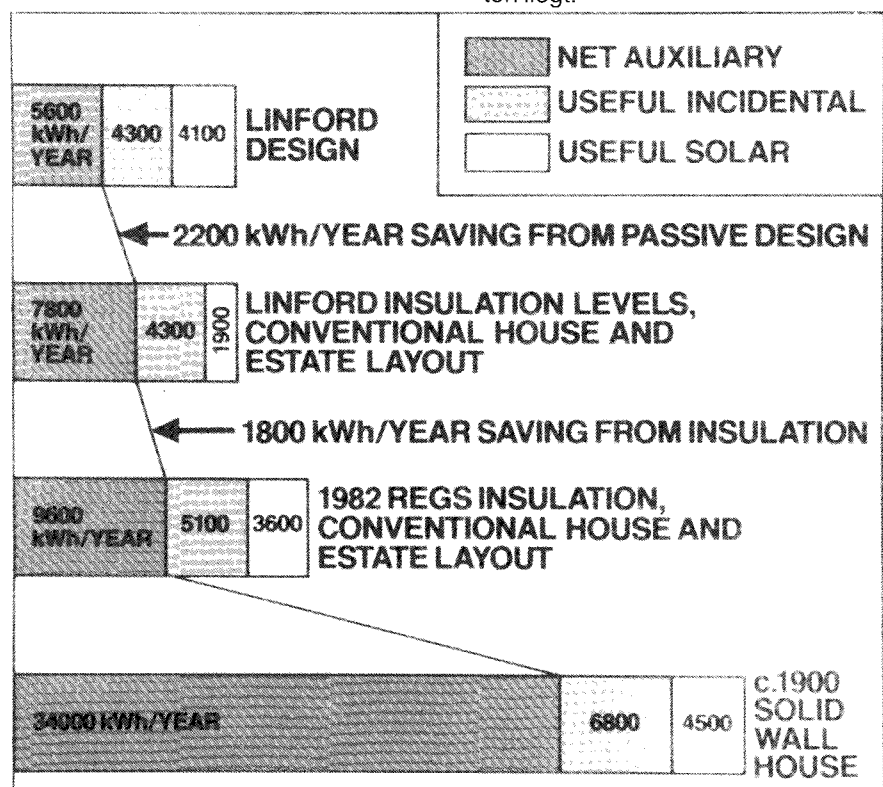 NET AUXILIARY
USEFUL INCIDENTAL
USEFUL SOLAR
5600
kWh/
YEAR
4300
4100
LINFORD
DESIGN
2200 kWh/YEAR SAVING FROM PASSIVE DESIGN
7800
kWh/
YEAR
4300
1900
LINFORD INSULATION LEVELS,
CONVENTIONAL HOUSE AND
ESTATE LAYOUT
1800 kWh/YEAR SAVING FROM INSULATION
9600
kWh/YEAR
5100
3600
1982 REGS INSULATION,
CONVENTIONAL HOUSE AND
ESTATE LAYOUT
34000 kWh/YEAR
6800
4500
c.1900
SOLID
WALL
HOUSE